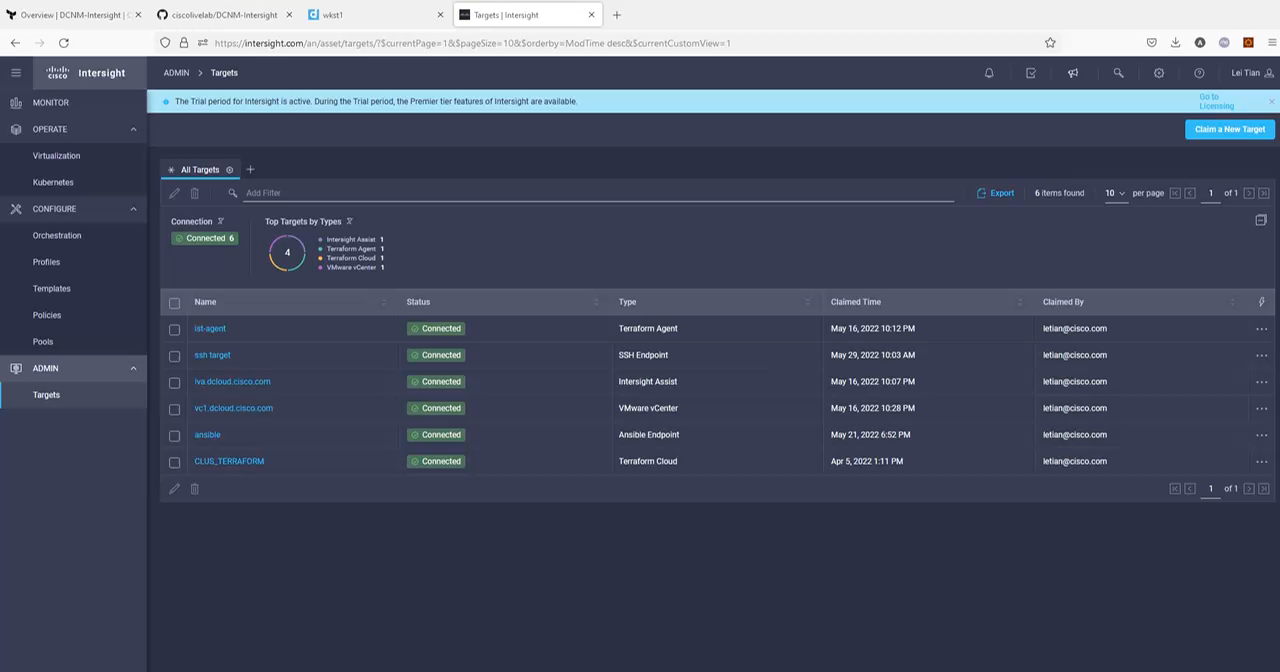 Overview | DCNM-Intersight |
ciscolivelab/DCNM-Intersight
wkst1
Targets | Intersight
https://intersight.com/an/asset/targets/?$currentPage=1&$pageSize=10&$orderby=ModTime desc&$currentCustomView=1
cisco Intersight
ADMIN > Targets
Lei Tian
The Trial period for Intersight is active. During the Trial period, the Premier tier features of Intersight are available.
Go to Licensing
Claim a New Target
MONITOR
OPERATE
Virtualization
Kubernetes
CONFIGURE
Orchestration
Profiles
Templates
Policies
Pools
ADMIN
Targets
All Targets
Add Filter
Export
6 items found
10 per page
1 of 1
Connection
Connected 6
Top Targets by Types
4
Intersight Assist 1
Terraform Agent 1
Terraform Cloud 1
VMware vCenter 1
Name Status Type Claimed Time Claimed By
ist-agent Connected Terraform Agent May 16, 2022 10:12 PM letian@cisco.com
ssh target Connected SSH Endpoint May 29, 2022 10:03 AM letian@cisco.com
iva.dcloud.cisco.com Connected Intersight Assist May 16, 2022 10:07 PM letian@cisco.com
vc1.dcloud.cisco.com Connected VMware vCenter May 16, 2022 10:28 PM letian@cisco.com
ansible Connected Ansible Endpoint May 21, 2022 6:52 PM letian@cisco.com
CLUS_TERRAFORM Connected Terraform Cloud Apr 5, 2022 1:11 PM letian@cisco.com
1 of 1